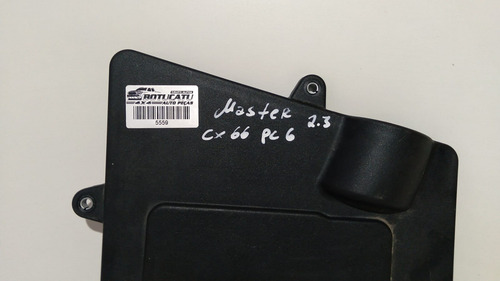 BOTUCATU
4X4 AUTO PEÇAS
5559
Master 2.3
Cx 66 PC 6